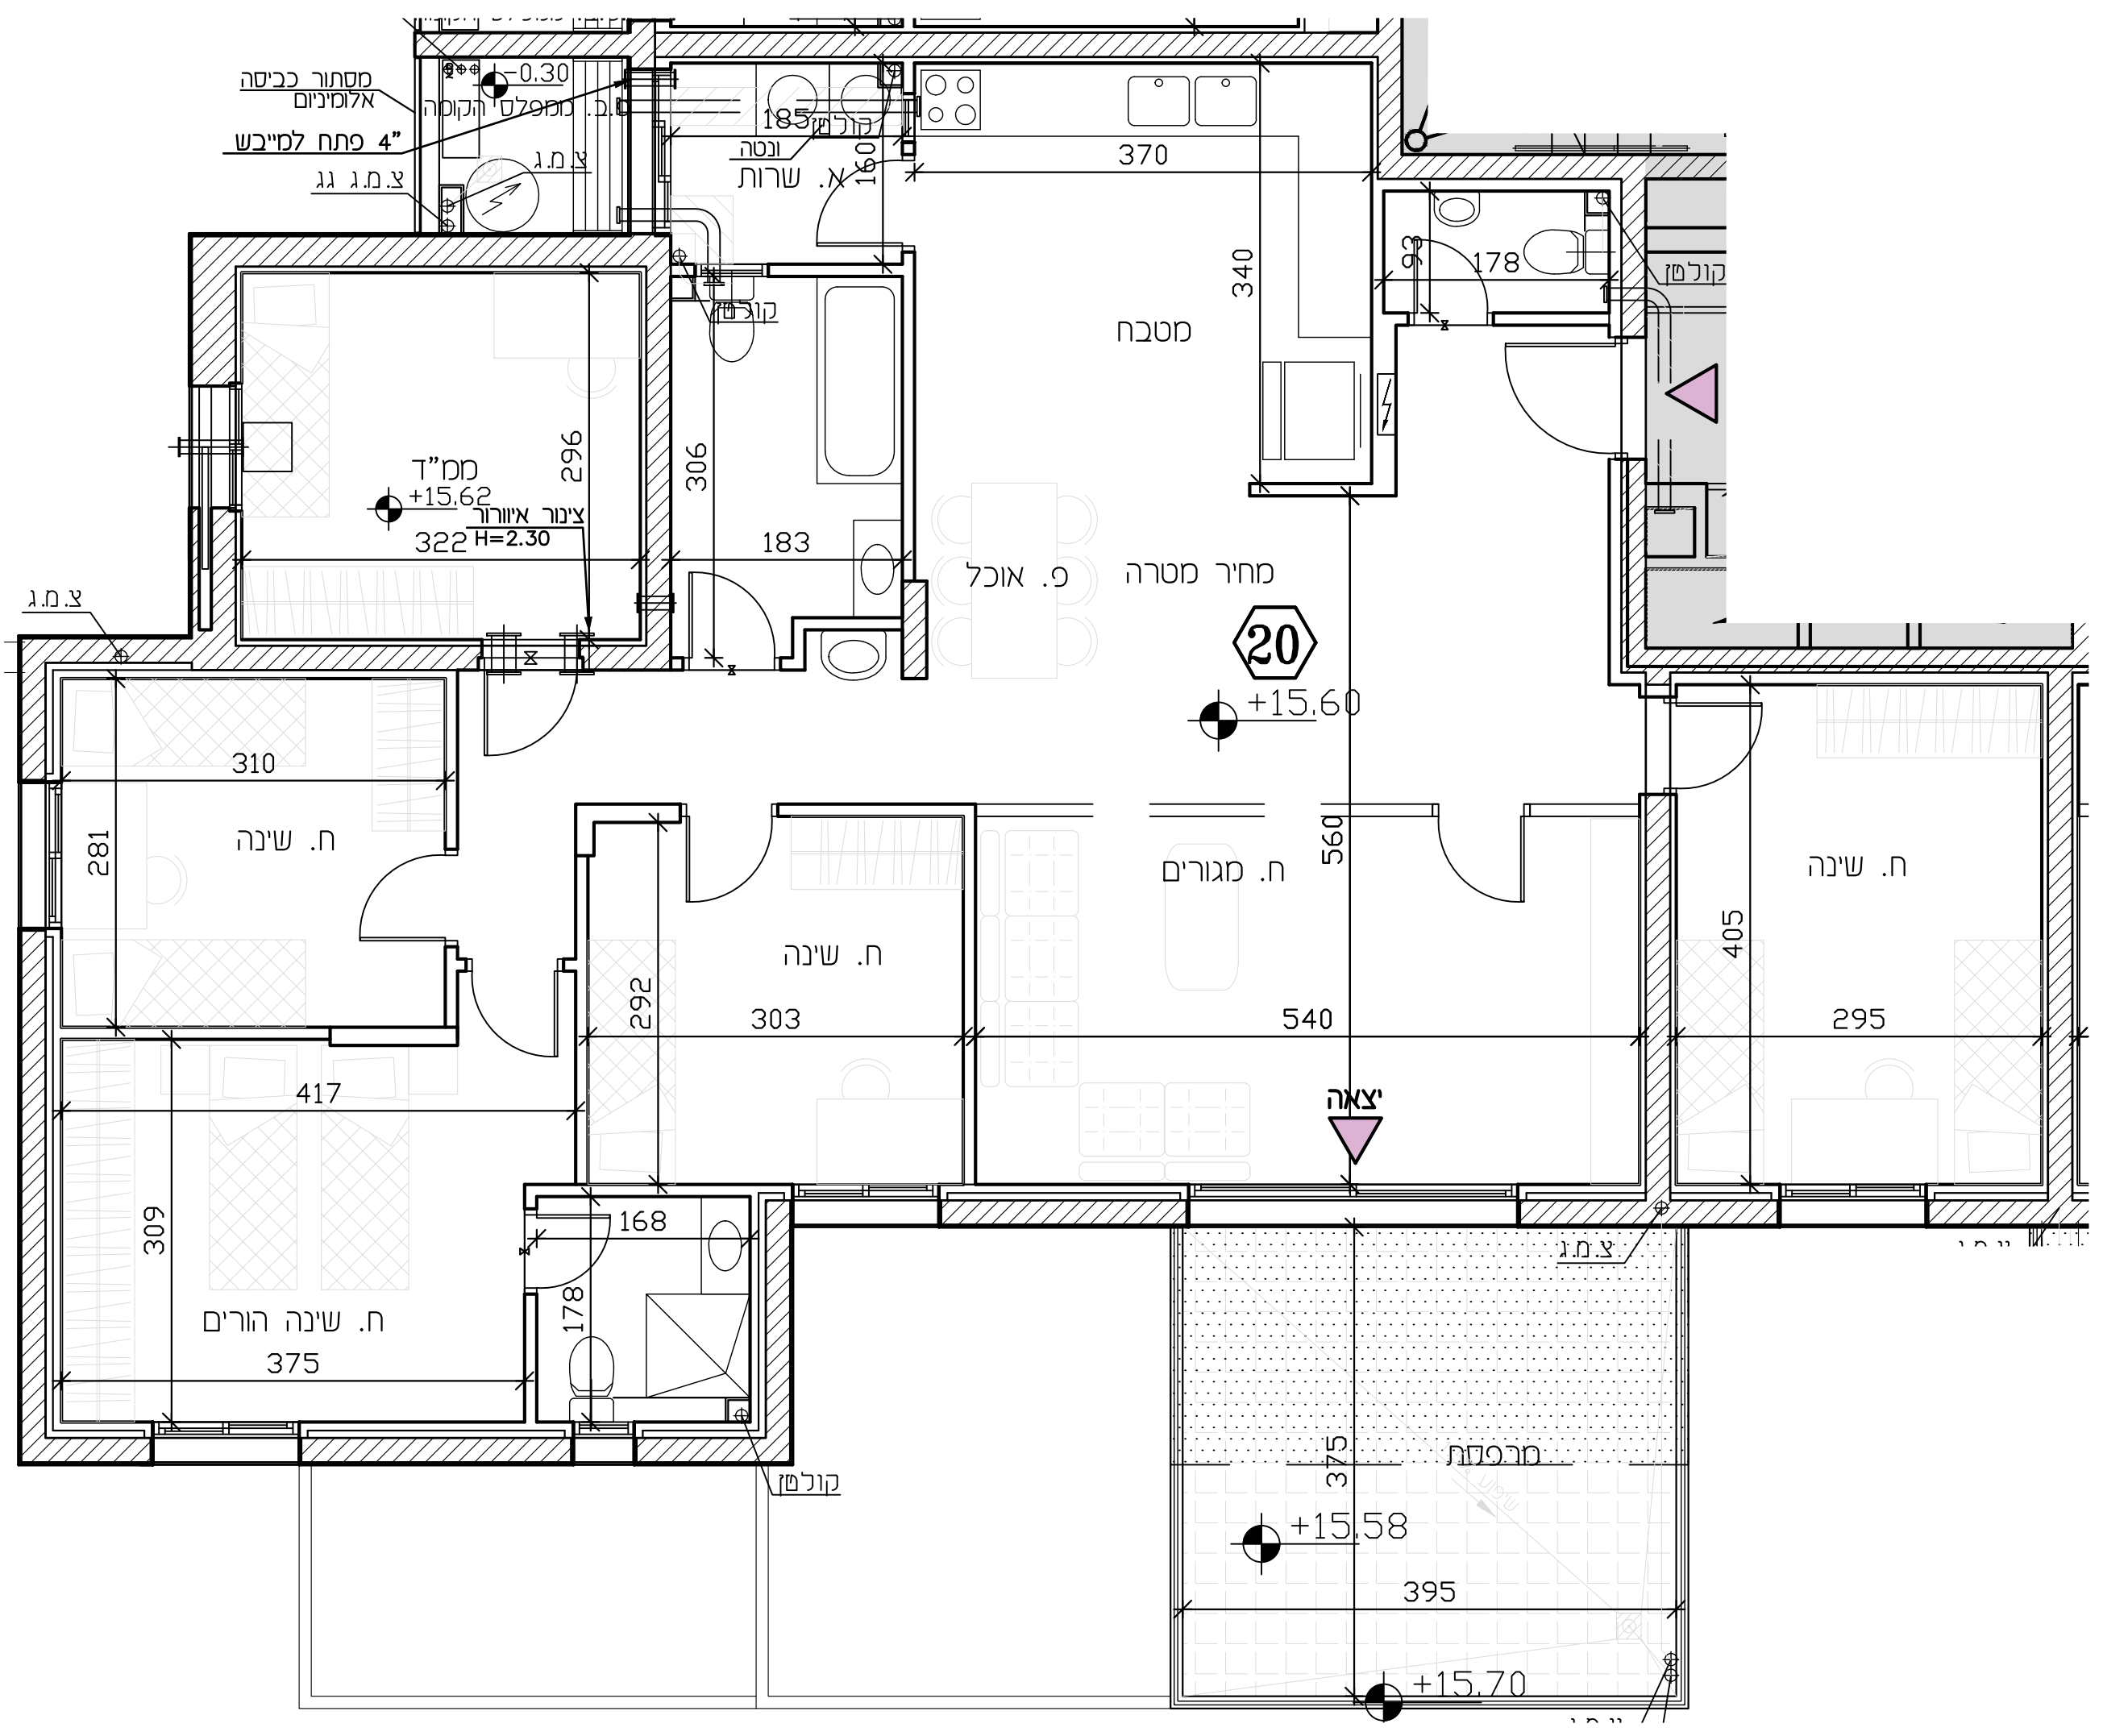 מסתור כביסה
אלומיניום
-0.30
מ.ב. ממפלס הקומה
4” פתח למייבש
צ.מ.ג
צ.מ.ג גג
185
קולטן
ונטה
א. שרות
160
370
340
מטבח
93
178
קולטן
קולטן
306
183
ממ”ד
+15.62
296
צינור איוורור
H=2.30
322
צ.מ.ג
פ. אוכל
מחיר מטרה
20
+15.60
310
281
ח. שינה
ח. שינה
292
303
ח. מגורים
560
540
יצאה
ח. שינה
405
295
417
309
ח. שינה הורים
375
168
178
קולטן
צ.מ.ג
מרפסת
375
שיפוע
+15.58
395
+15.70